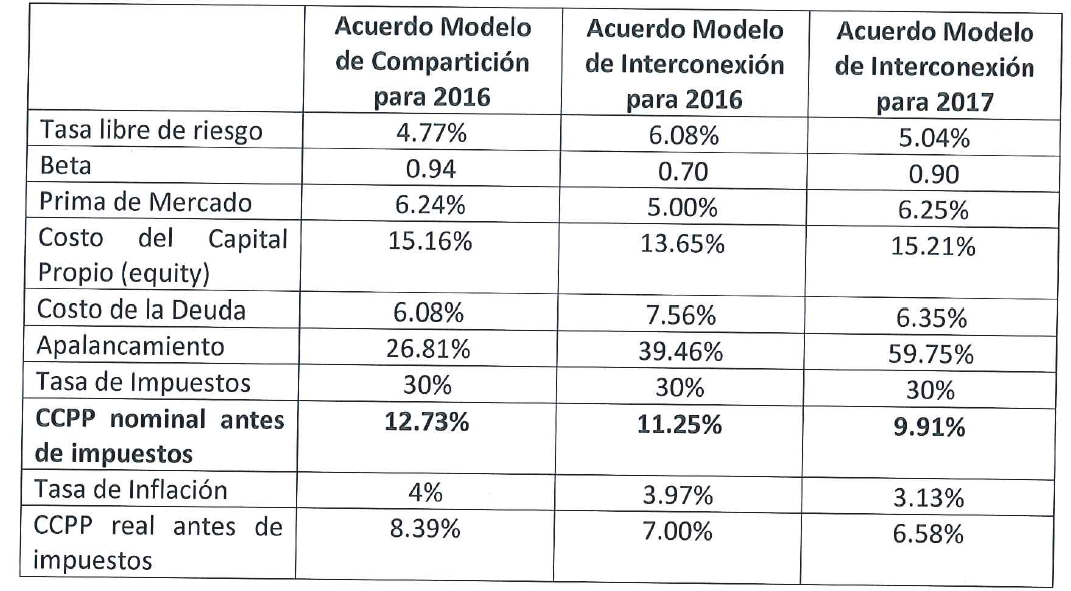 Acuerdo Modelo de Compartición para 2016 Acuerdo Modelo de Interconexión para 2016 Acuerdo Modelo de Interconexión para 2017
Tasa libre de riesgo 4.77% 6.08% 5.04%
Beta 0.94 0.70 0.90
Prima de Mercado 6.24% 5.00% 6.25%
Costo del Capital Propio (equity) 15.16% 13.65% 15.21%
Costo de la Deuda 6.08% 7.56% 6.35%
Apalancamiento 26.81% 39.46% 59.75%
Tasa de Impuestos 30% 30% 30%
CCPP nominal antes de impuestos 12.73% 11.25% 9.91%
Tasa de Inflación 4% 3.97% 3.13%
CCPP real antes de impuestos 8.39% 7.00% 6.58%